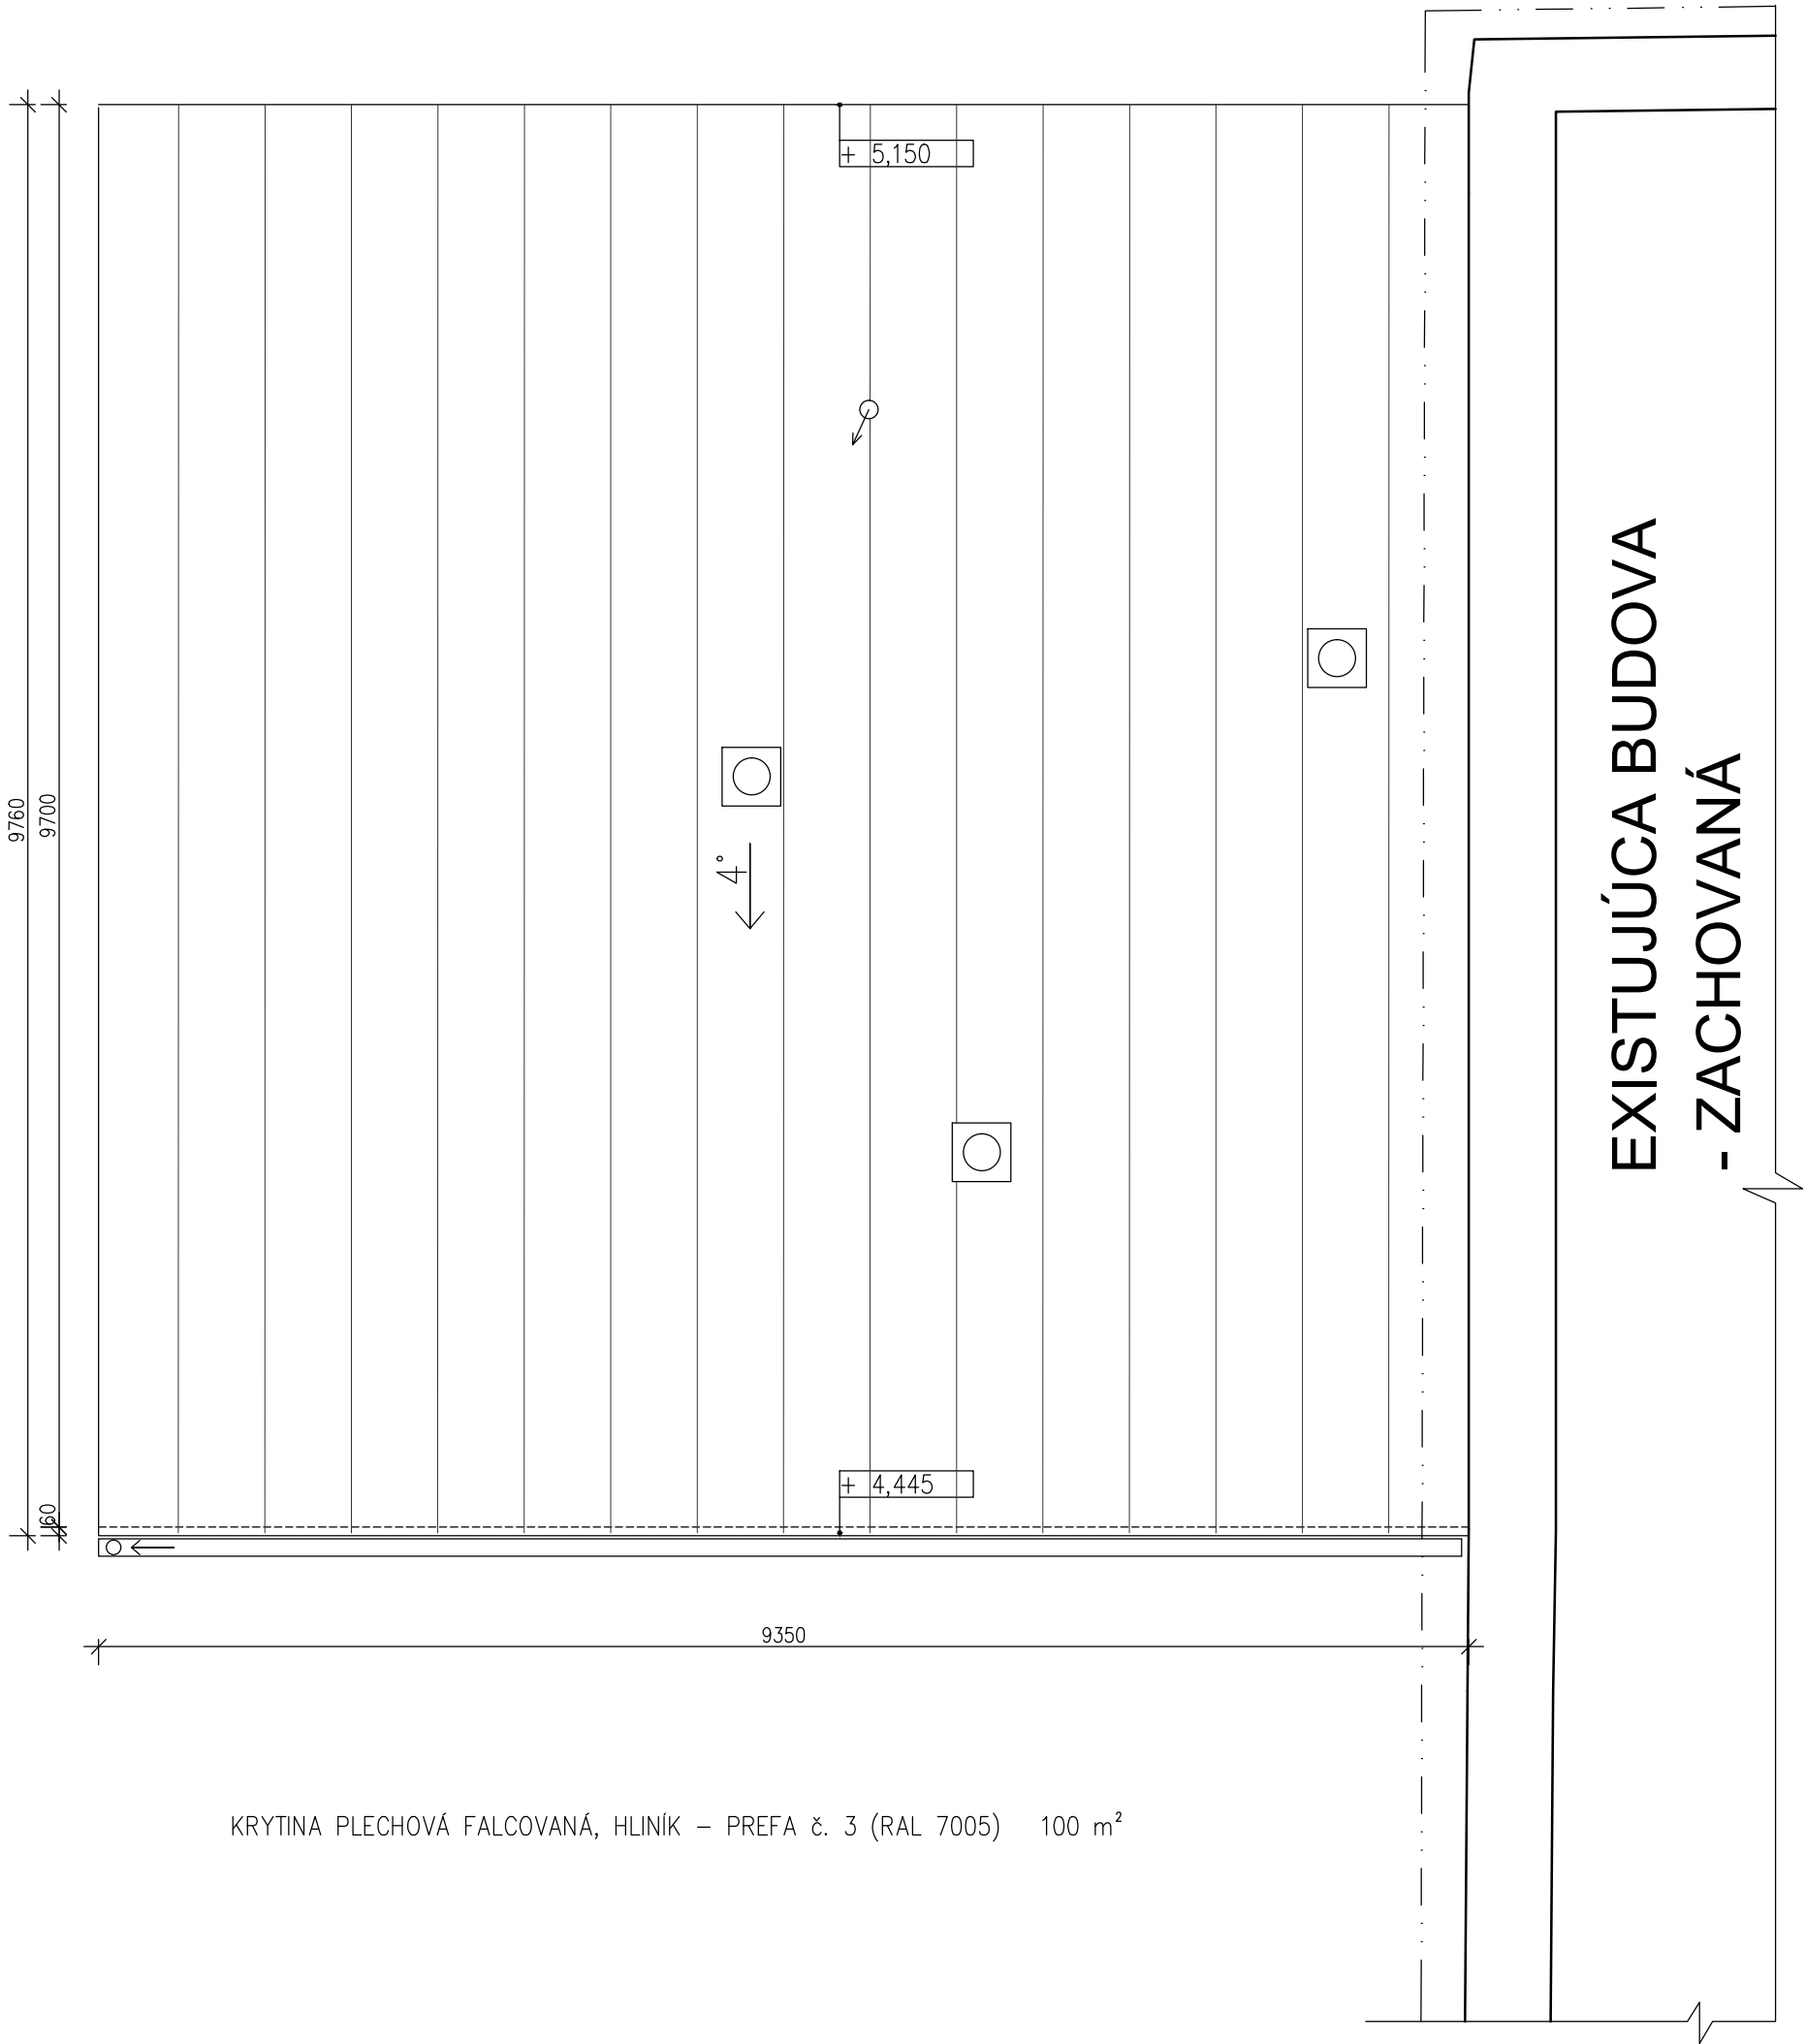 + 5,150
9760
9700
4°
EXISTUJÚCA BUDOVA
- ZACHOVANÁ
+ 4,445
60
9350
KRYTINA PLECHOVÁ FALCOVANÁ, HLINÍK – PREFA č. 3 (RAL 7005) 100 m²